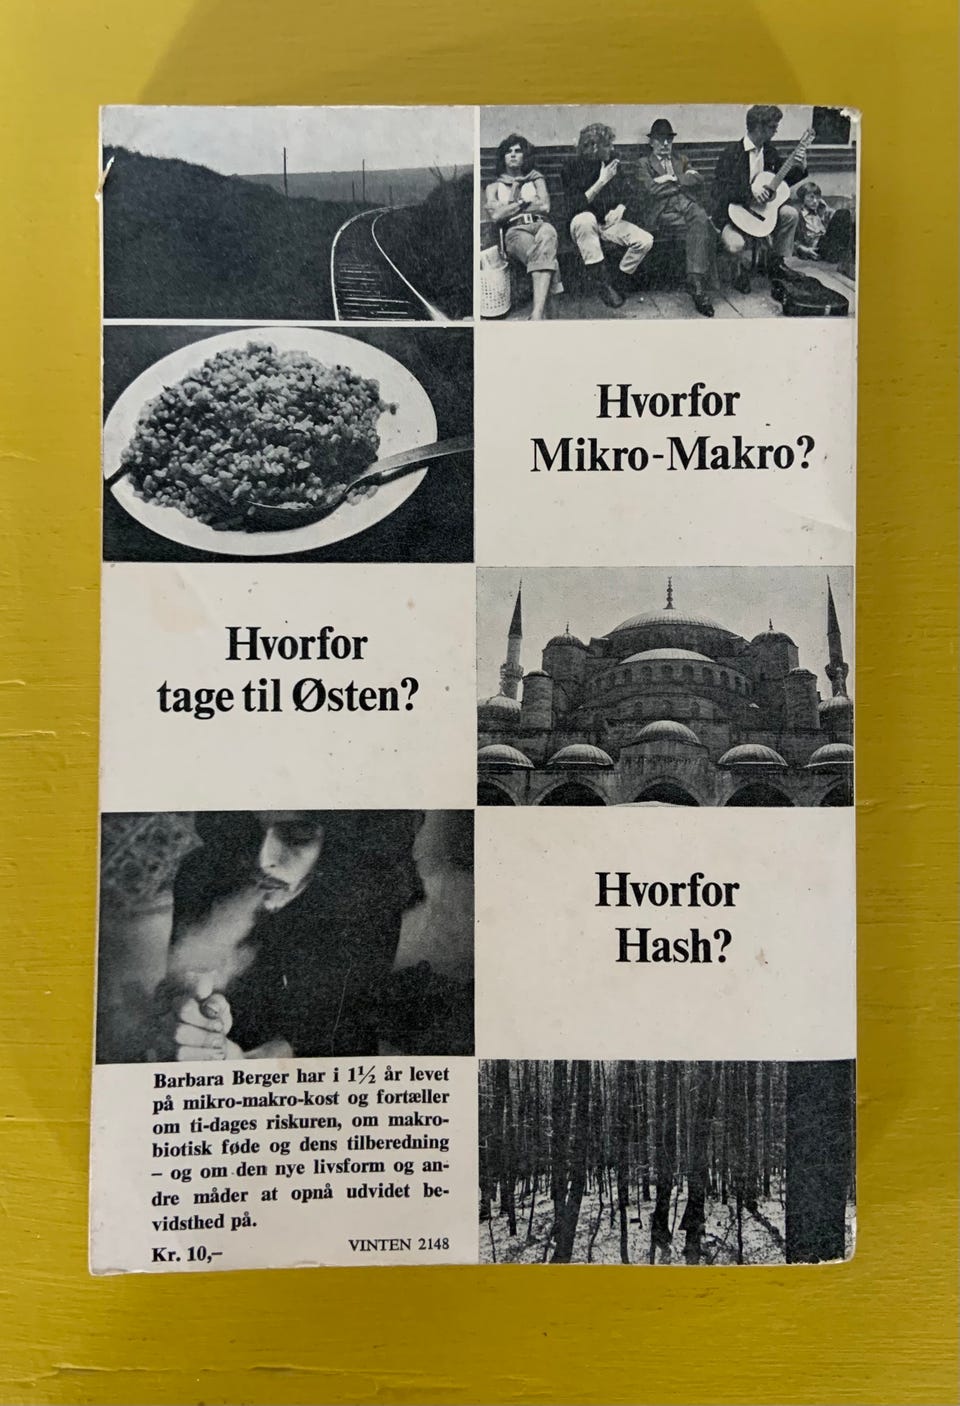 Hvorfor
Mikro-Makro?
Hvorfor
tage til Østen?
Hvorfor
Hash?
Barbara Berger har i 1½ år levet
på mikro-makro-kost og fortæller
om ti-dages riskuren, om makro-
biotisk føde og dens tilberedning
– og om den nye livsform og an-
dre måder at opnå udvidet be-
vidsthed på.
Kr. 10,–
VINTEN 2148